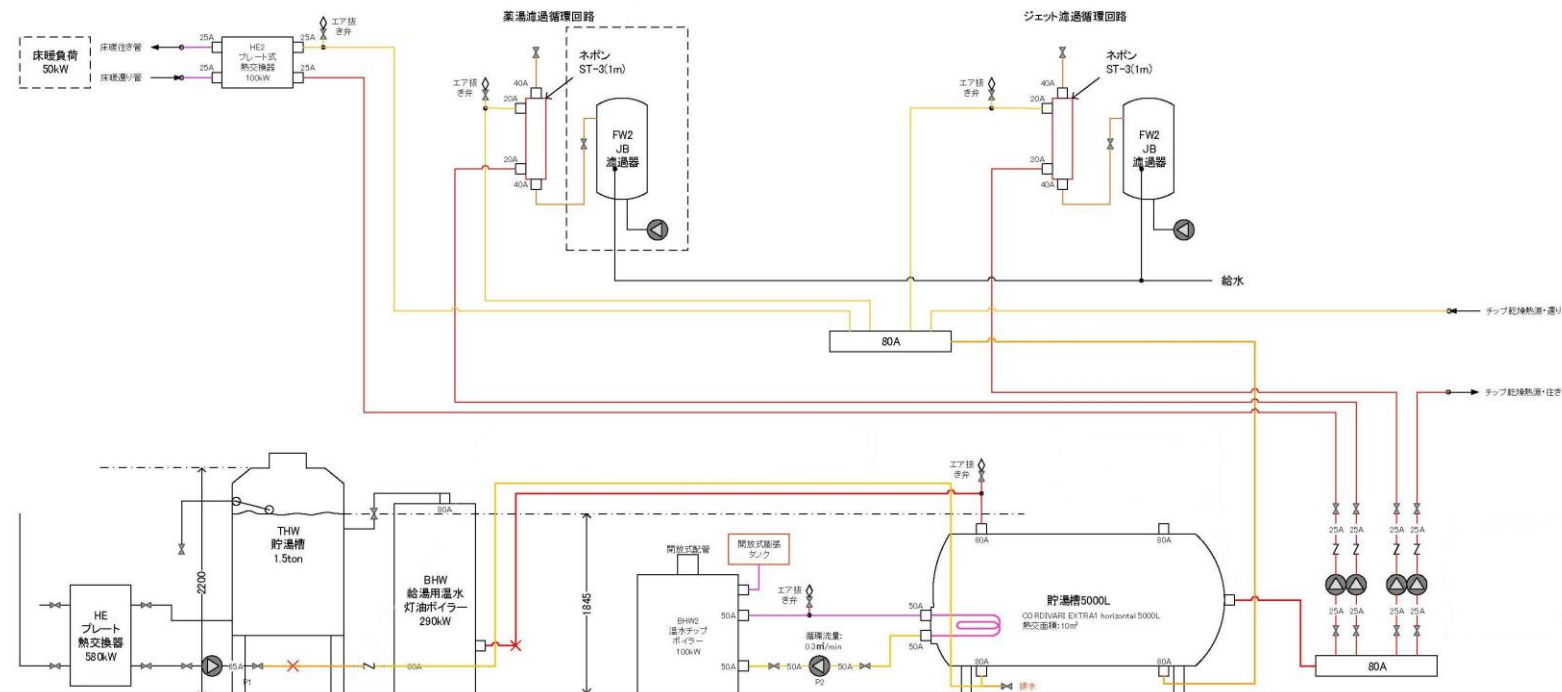 薬湯濾過循環回路
ジェット濾過循環回路
床暖負荷
50kW
床暖往き管
床暖還り管
25A
25A
HE2
プレート式
熱交換器
100kW
25A
25A
エア抜
き弁
エア抜
き弁
40A
20A
20A
40A
ネポン
ST-3(1m)
FW2
JB
濾過器
エア抜
き弁
40A
20A
20A
40A
ネポン
ST-3(1m)
FW2
JB
濾過器
給水
チップ乾燥熱源・還り
80A
チップ乾燥熱源・往き
2200
THW
貯湯槽
1.5ton
HE
プレート
熱交換器
580kW
65A
P1
80A
BHW
給湯用温水
灯油ボイラー
290kW
80A
1845
開放式配管
開放式膨張
タンク
BHW2
温水チップ
ボイラー
100kW
50A
50A
エア抜
き弁
循環流量:
0.3㎥/min
50A
50A
P2
50A
50A
エア抜
き弁
80A
80A
貯湯槽5000L
CORDIVARI EXTRA1 horizontal 5000L
熱交面積:10㎡
80A
80A
排水
25A
25A
25A
25A
25A
25A
25A
25A
80A